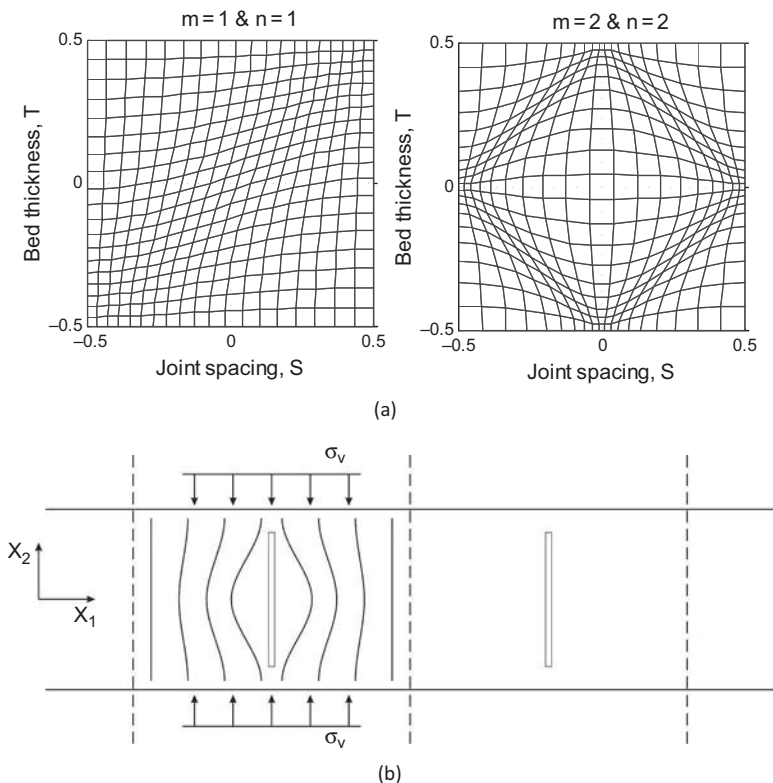 m = 1 & n = 1
m = 2 & n = 2
0.5
0
–0.5
Bed thickness, T
–0.5
0
0.5
Joint spacing, S
0.5
0
–0.5
Bed thickness, T
–0.5
0
0.5
Joint spacing, S
(a)
σv
X2
X1
σv
(b)